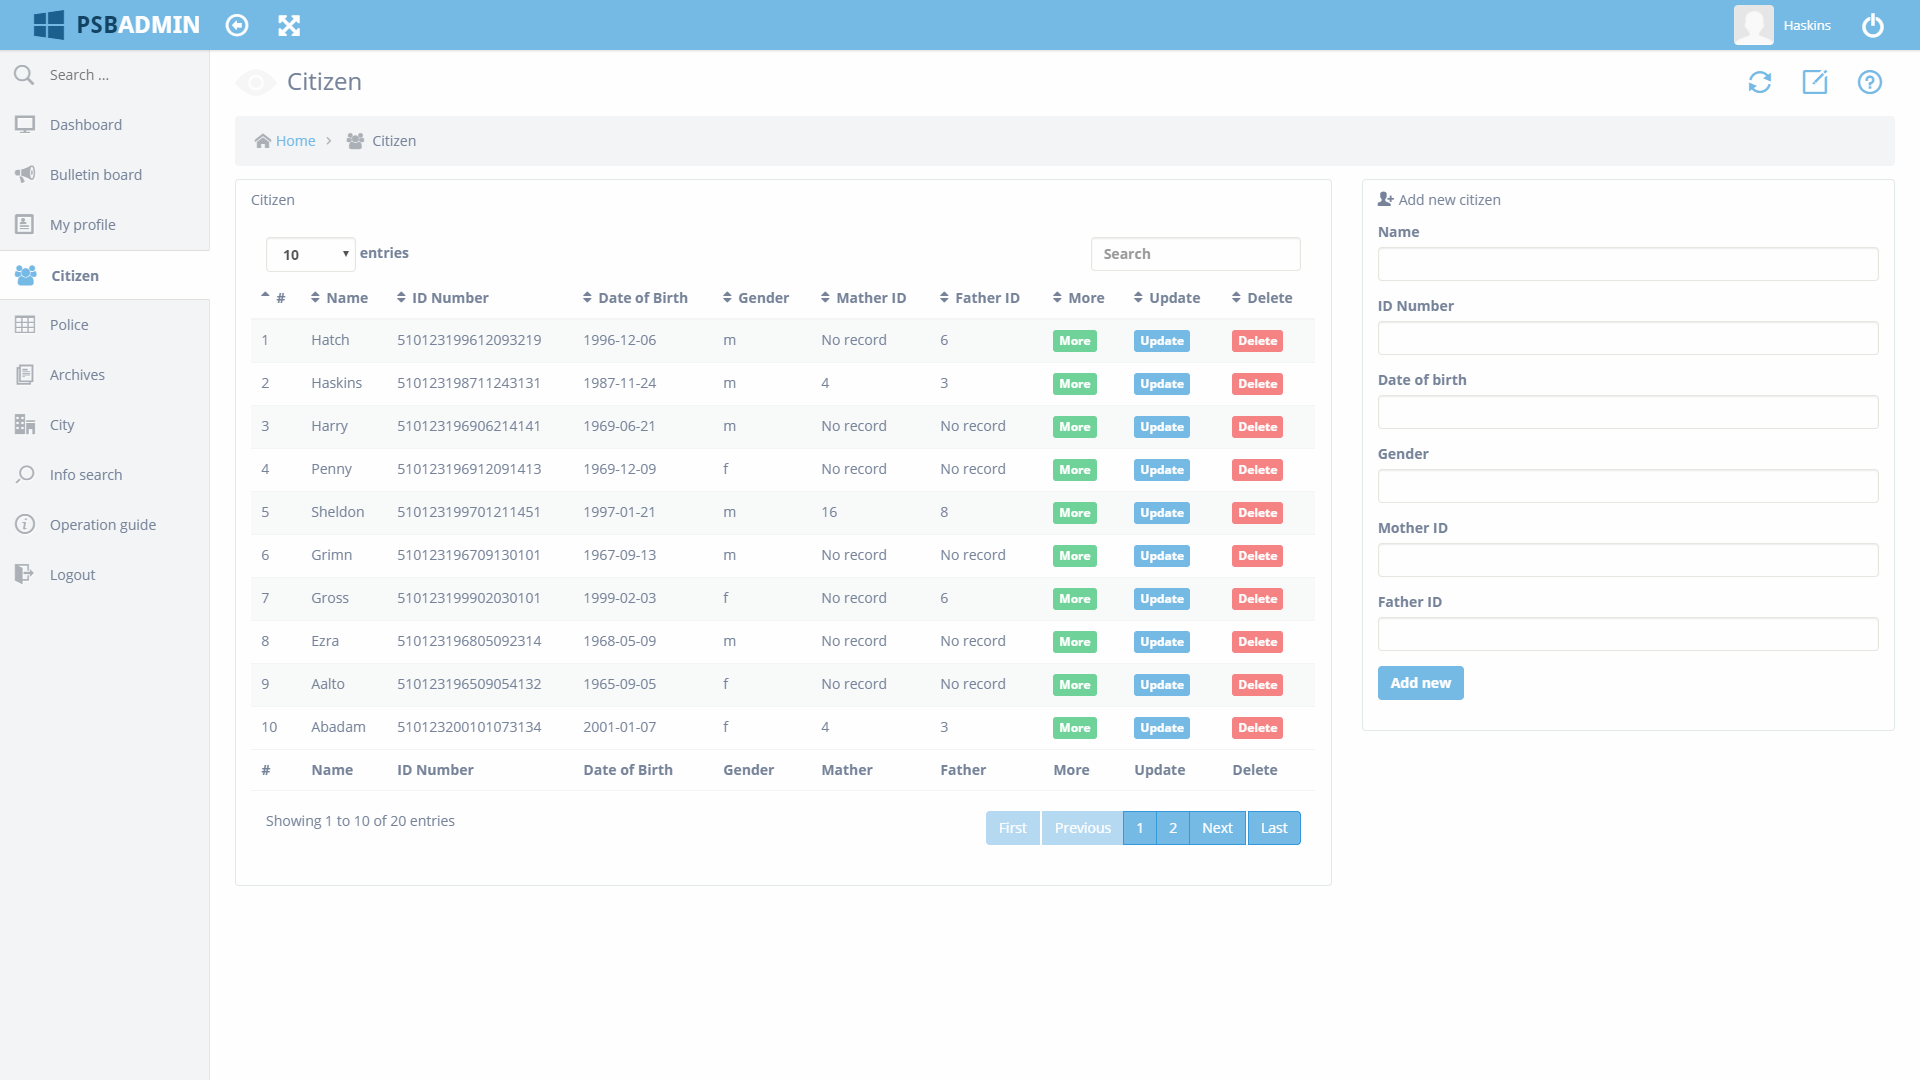 PSBADMIN
Haskins
Search ...
Dashboard
Bulletin board
My profile
Citizen
Police
Archives
City
Info search
Operation guide
Logout
Citizen
Home > Citizen
Citizen
10 entries
Search
# Name ID Number Date of Birth Gender Mather ID Father ID More Update Delete
1 Hatch 510123199612093219 1996-12-06 m No record 6 More Update Delete
2 Haskins 510123198711243131 1987-11-24 m 4 3 More Update Delete
3 Harry 510123196906214141 1969-06-21 m No record No record More Update Delete
4 Penny 510123196912091413 1969-12-09 f No record No record More Update Delete
5 Sheldon 510123199701211451 1997-01-21 m 16 8 More Update Delete
6 Grimn 510123196709130101 1967-09-13 m No record No record More Update Delete
7 Gross 510123199902030101 1999-02-03 f No record 6 More Update Delete
8 Ezra 510123196805092314 1968-05-09 m No record No record More Update Delete
9 Aalto 510123196509054132 1965-09-05 f No record No record More Update Delete
10 Abadam 510123200101073134 2001-01-07 f 4 3 More Update Delete
# Name ID Number Date of Birth Gender Mather Father More Update Delete
Showing 1 to 10 of 20 entries
First Previous 1 2 Next Last
Add new citizen
Name
ID Number
Date of birth
Gender
Mother ID
Father ID
Add new